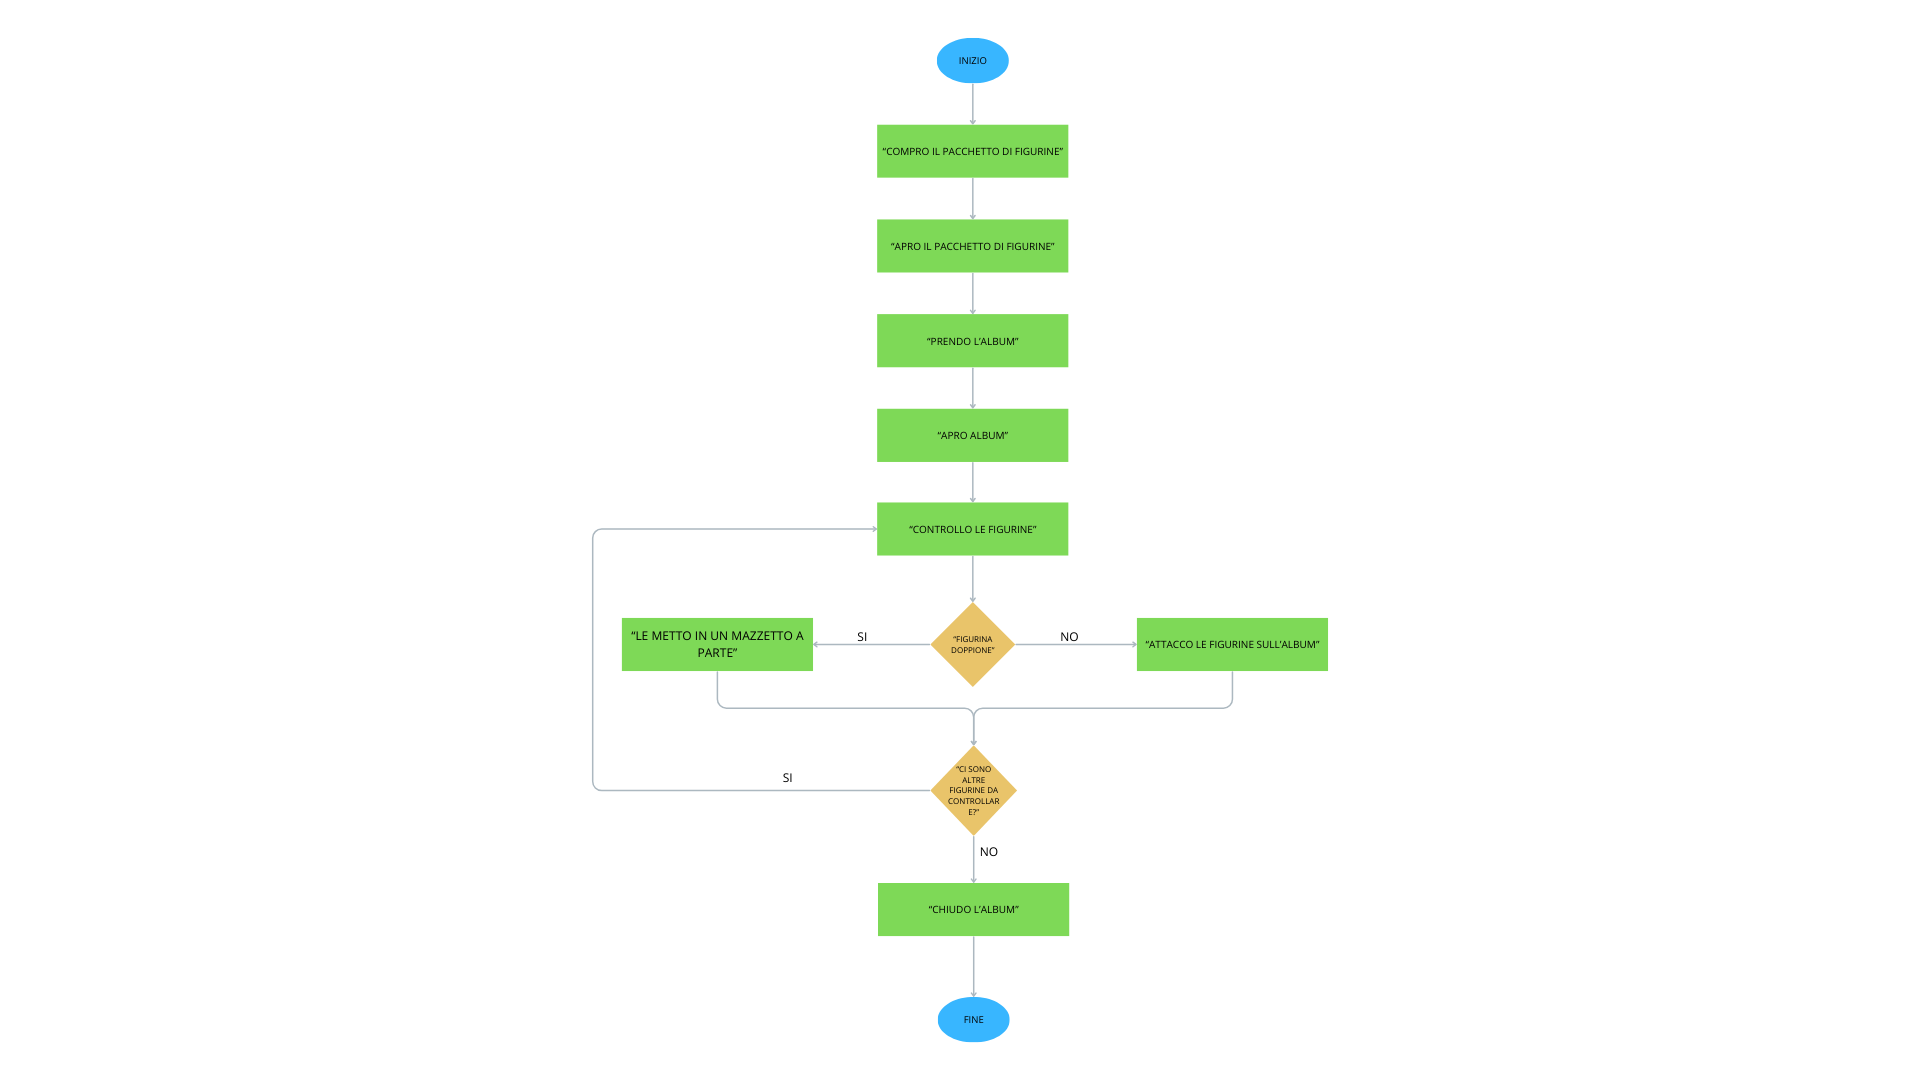 INIZIO
“COMPRO IL PACCHETTO DI FIGURINE”
“APRO IL PACCHETTO DI FIGURINE”
“PRENDO L’ALBUM”
“APRO ALBUM”
“CONTROLLO LE FIGURINE”
“LE METTO IN UN MAZZETTO A
PARTE”
SI
“FIGURINA
DOPPIONE”
NO
“ATTACCO LE FIGURINE SULL’ALBUM”
SI
“CI SONO
ALTRE
FIGURINE DA
CONTROLLAR
E?”
NO
“CHIUDO L’ALBUM”
FINE